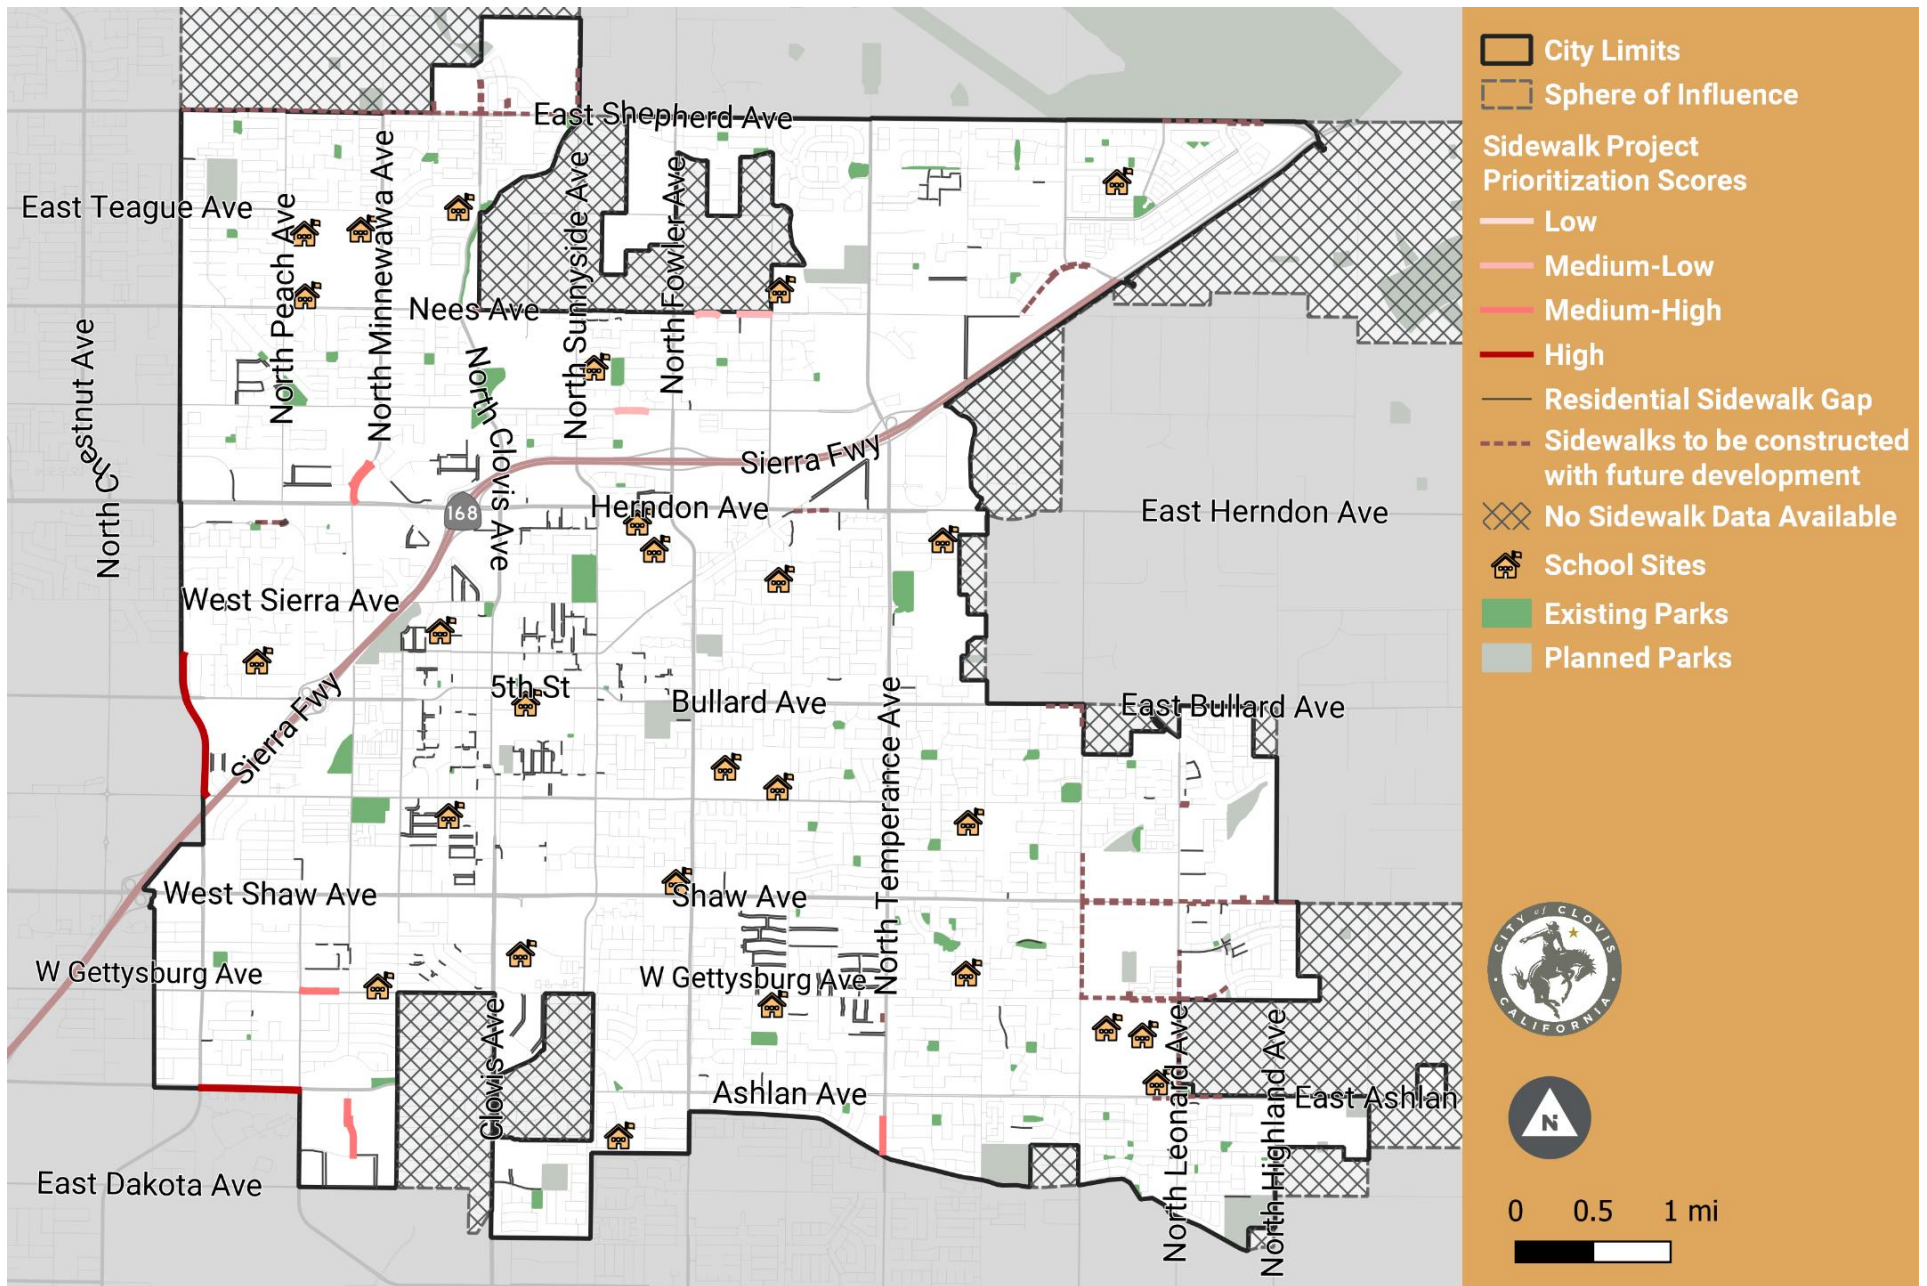 East Shepherd Ave
East Teague Ave
North Peach Ave
North Minnewawa Ave
North Sunnyside Ave
North Fowler Ave
Nees Ave
North Chestnut Ave
North Clovis Ave
Sierra Fwy
168
Herndon Ave
East Herndon Ave
West Sierra Ave
5th St
Bullard Ave
East Bullard Ave
Sierra Fwy
North Temperance Ave
West Shaw Ave
Shaw Ave
W Gettysburg Ave
W Gettysburg Ave
Clovis Ave
Ashlan Ave
East Ashlan
North Leonard Ave
North Highland Ave
East Dakota Ave
City Limits
Sphere of Influence
Sidewalk Project
Prioritization Scores
Low
Medium-Low
Medium-High
High
Residential Sidewalk Gap
Sidewalks to be constructed
with future development
No Sidewalk Data Available
School Sites
Existing Parks
Planned Parks
CITY of CLOVIS
CALIFORNIA
N
0 0.5 1 mi